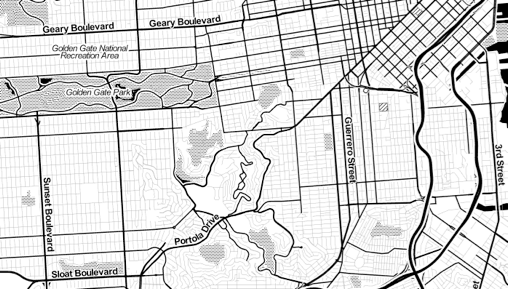 Geary Boulevard
Geary Boulevard
Golden Gate National
Recreation Area
Golden Gate Park
Guerrero Street
3rd Street
Sunset Boulevard
Portola Drive
Sloat Boulevard